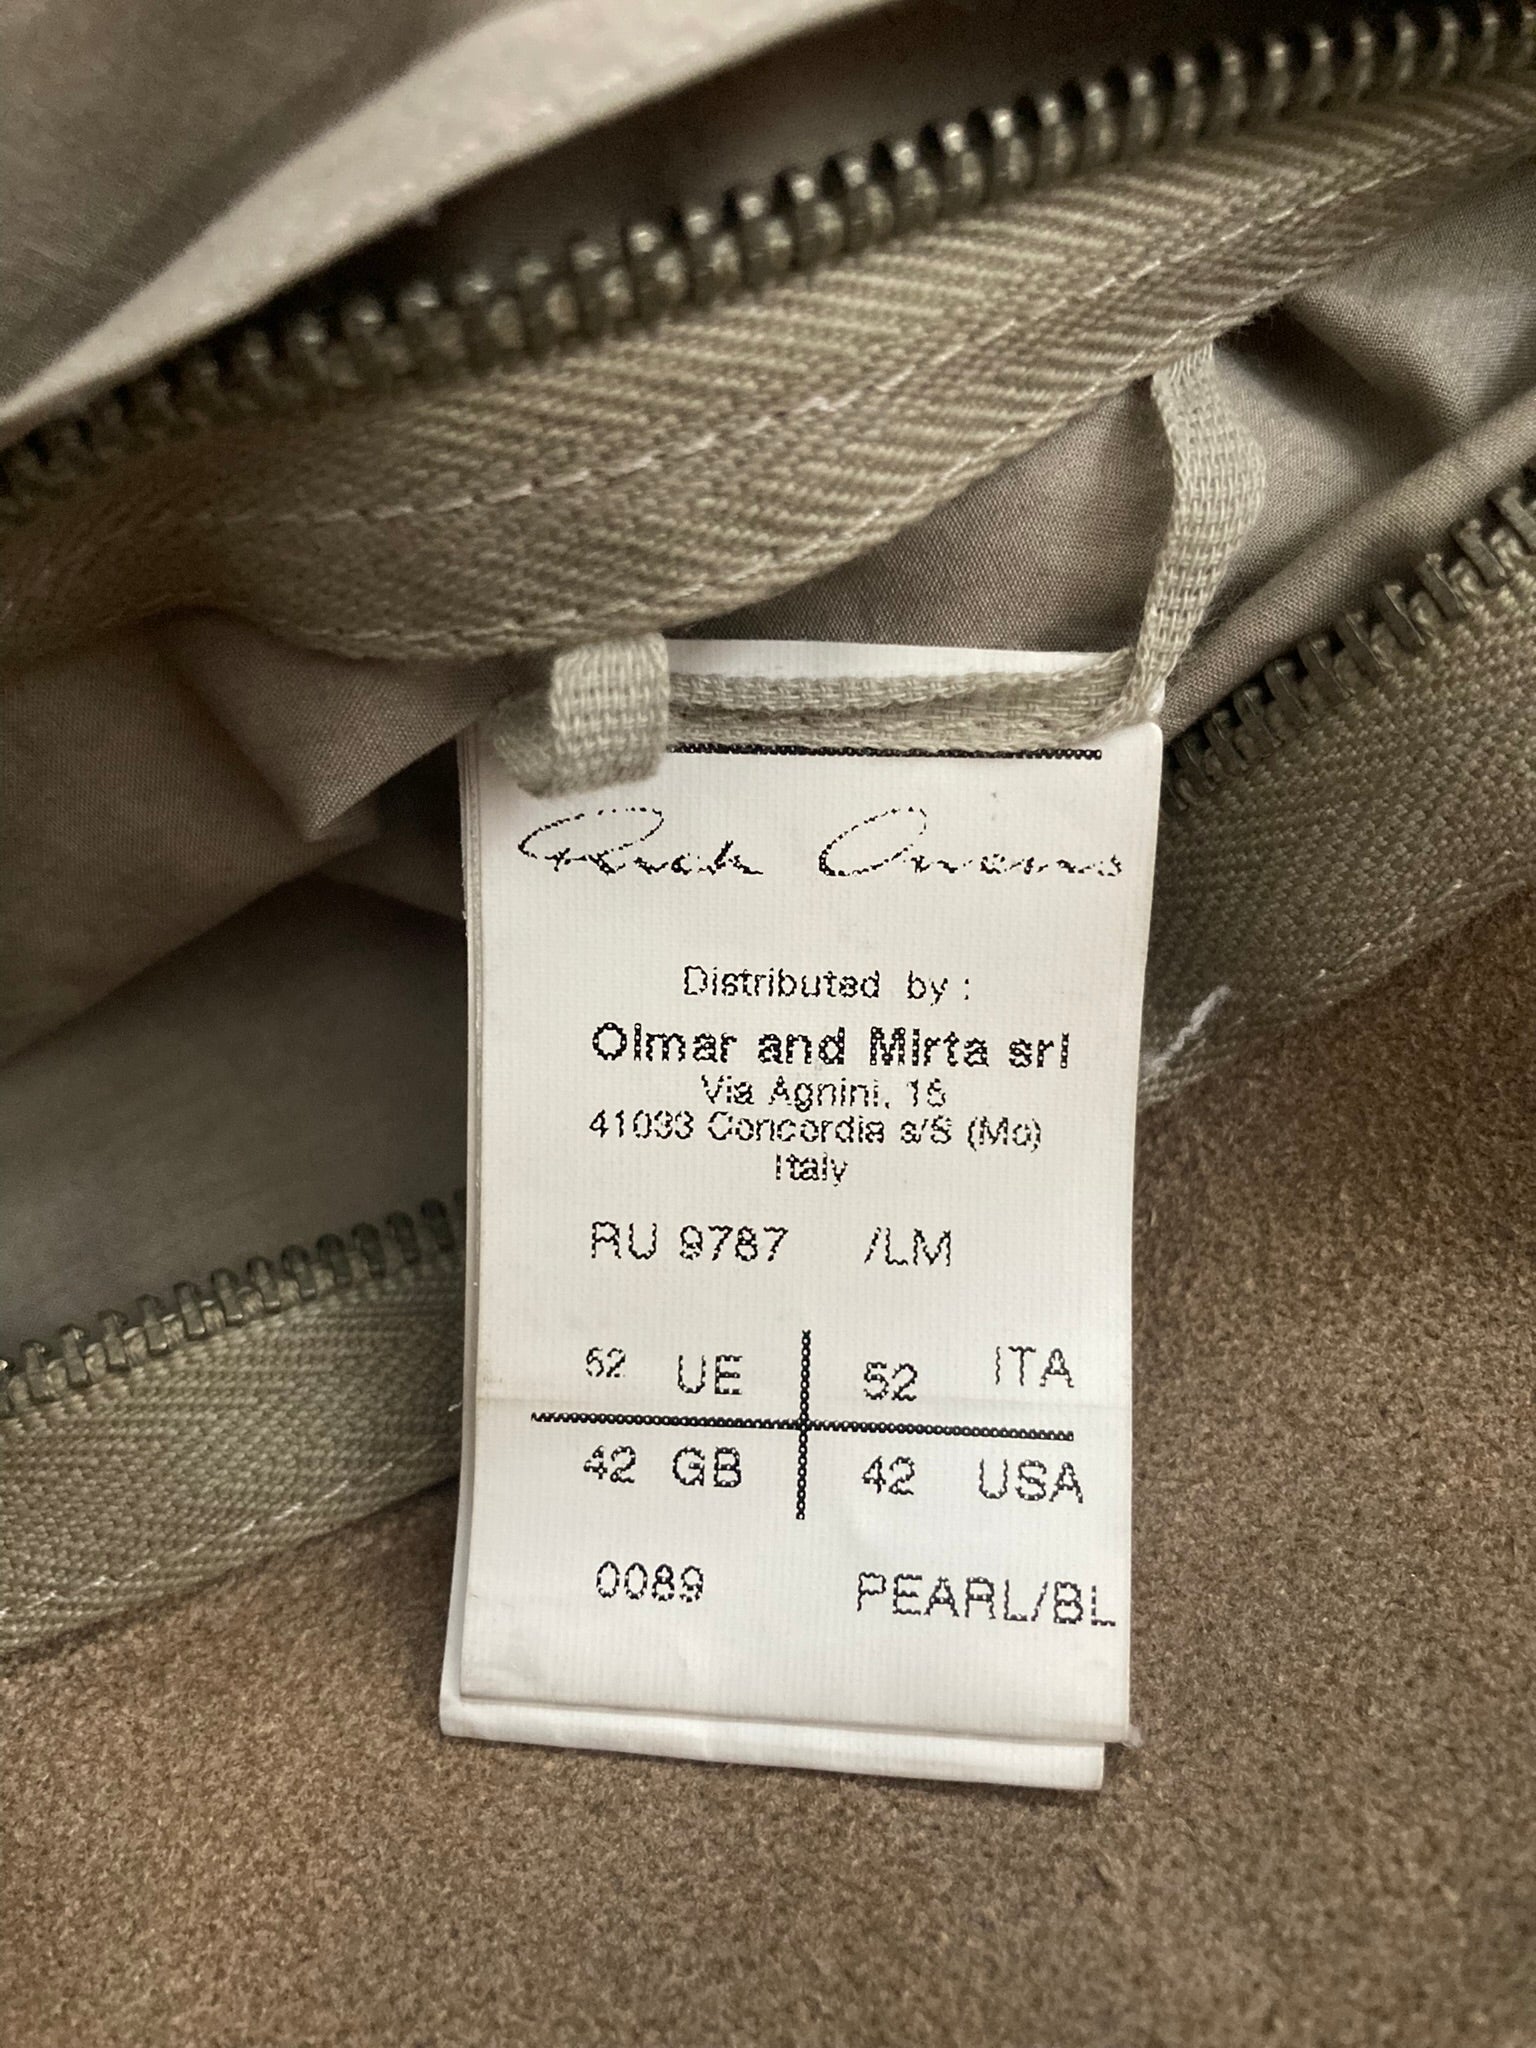 Rick Owens
Distributed by :
Olmar and Mirta srl
Via Agnini, 15
41033 Concordia s/S (Mo)
Italy
RU 9787 /LM
52 UE 52 ITA
42 GB 42 USA
0089 PEARL/BL